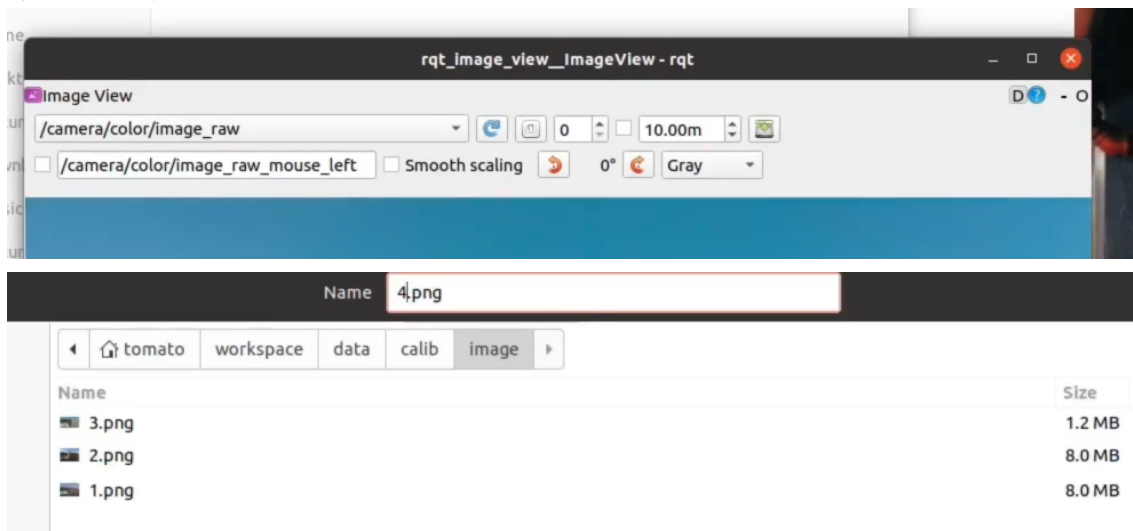 rqt_image_view__ImageView - rqt
Image View
D ? - O
/camera/color/image_raw 0 10.00m
/camera/color/image_raw_mouse_left Smooth scaling 0° Gray
Name 4.png
tomato workspace data calib image
Name Size
3.png 1.2 MB
2.png 8.0 MB
1.png 8.0 MB